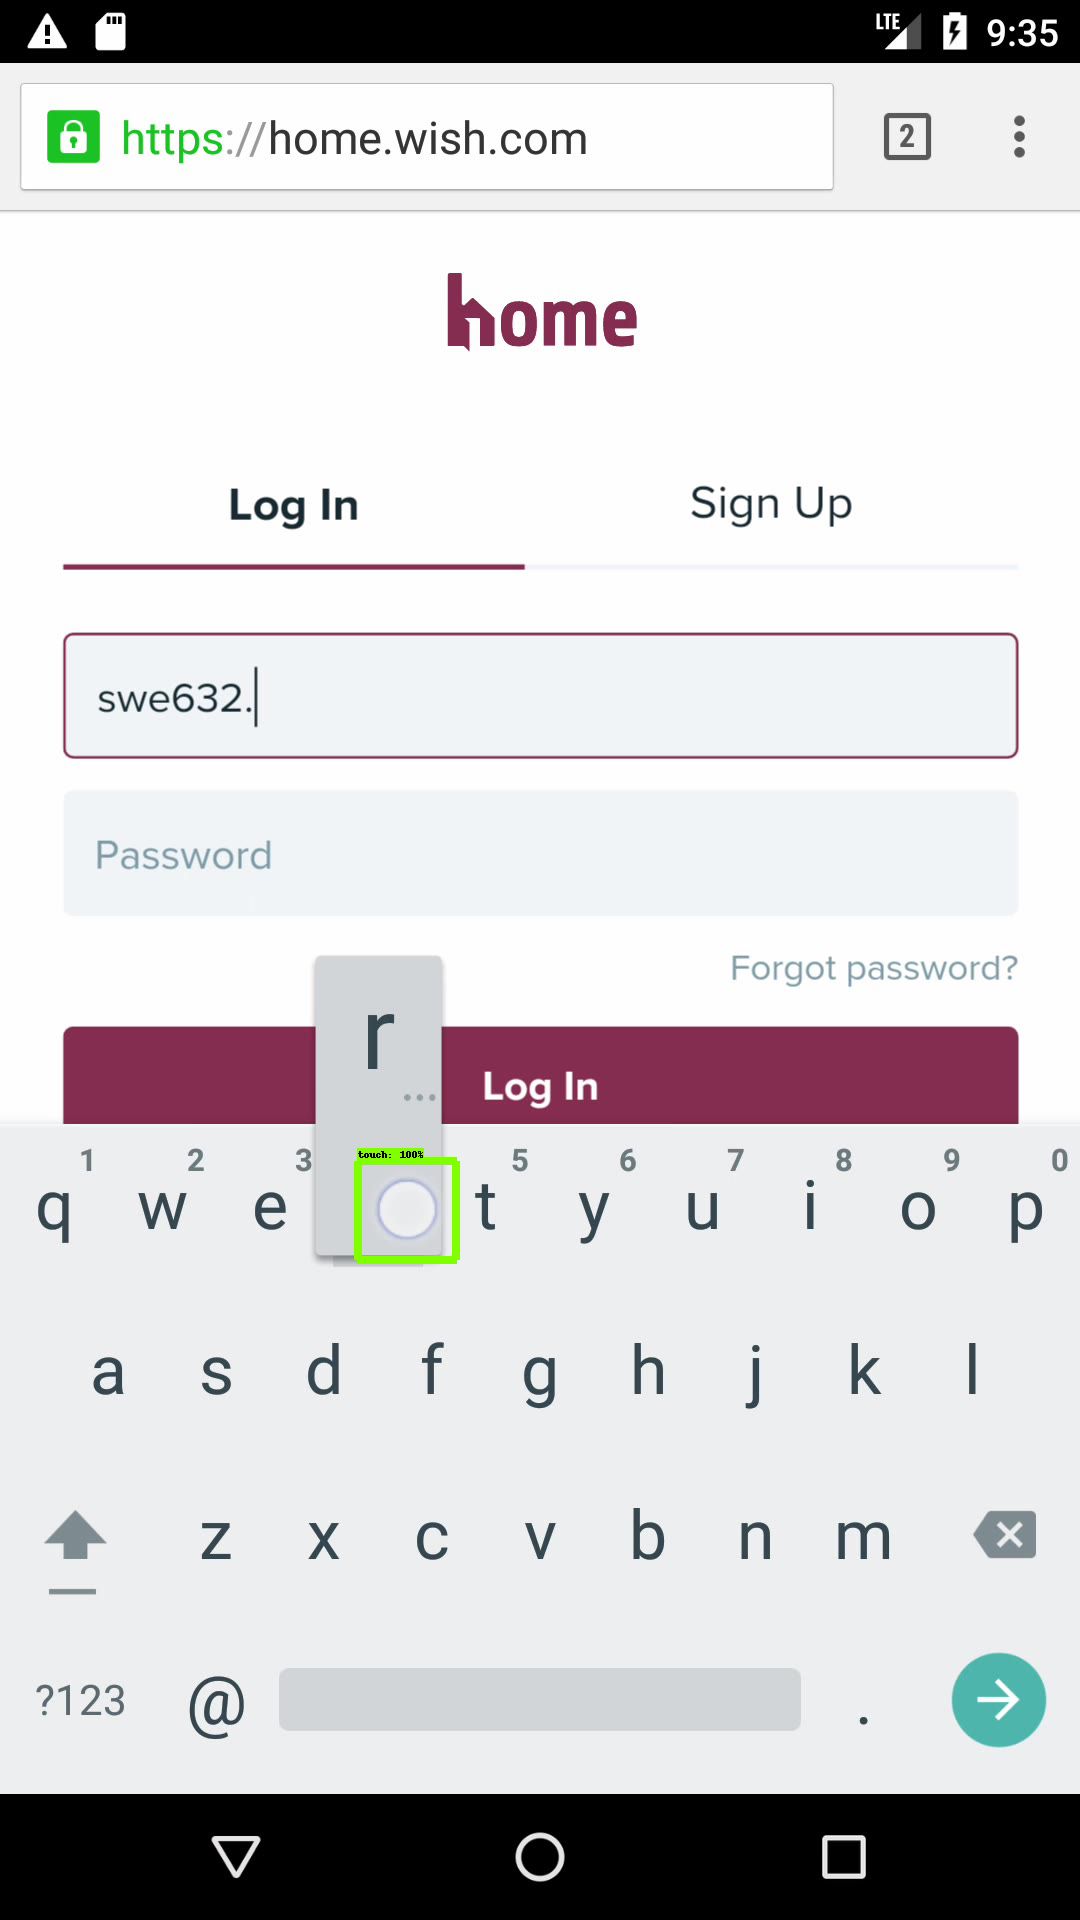 LTE 9:35
https://home.wish.com 2
home
Log In Sign Up
swe632.
Password
Forgot password?
r
...
Log In
touch: 100%
1 2 3 5 6 7 8 9 0
q w e t y u i o p
a s d f g h j k l
z x c v b n m
?123 @ .